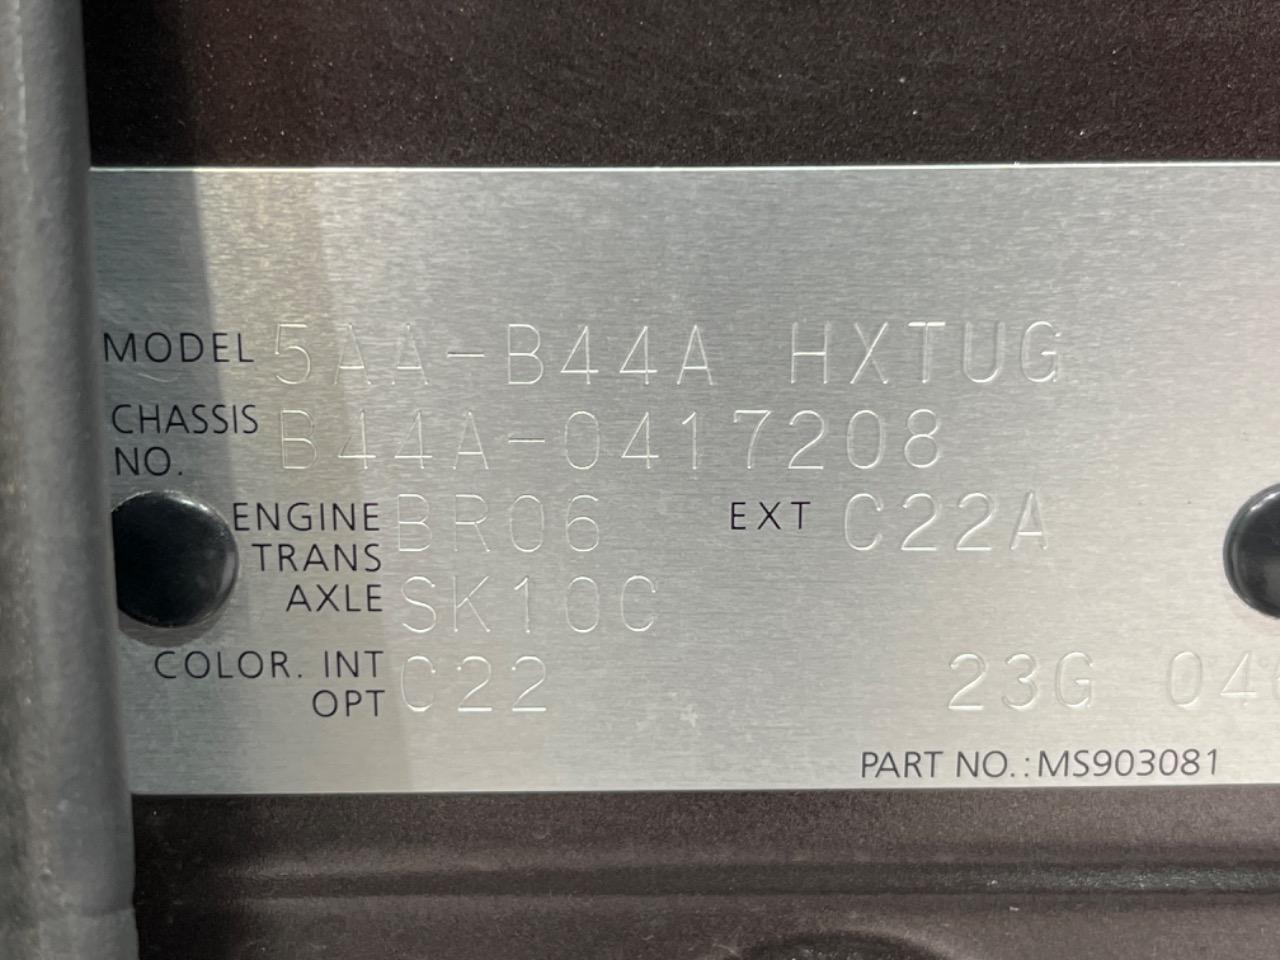 MODEL 5AA-B44A HXTUG
CHASSIS NO. B44A-0417208
ENGINE BR06 EXT C22A
TRANS
AXLE SK10C
COLOR. INT C22 23G
OPT
PART NO.:MS903081